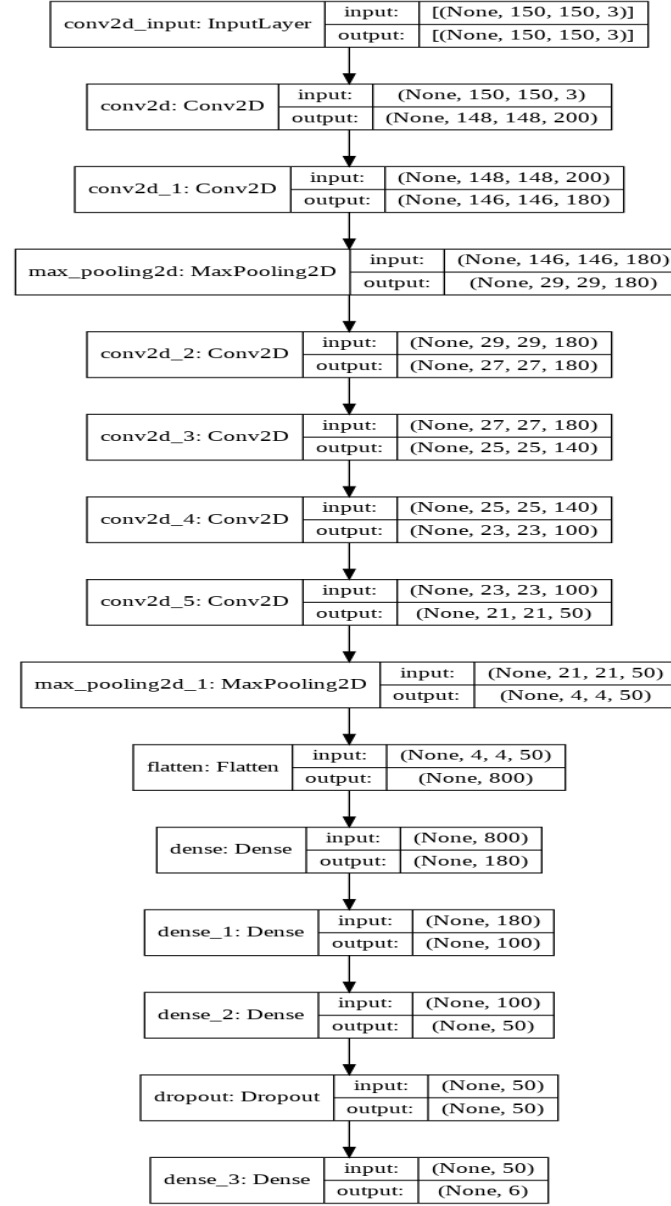 conv2d_input: InputLayer
input: [(None, 150, 150, 3)]
output: [(None, 150, 150, 3)]
conv2d: Conv2D
input: (None, 150, 150, 3)
output: (None, 148, 148, 200)
conv2d_1: Conv2D
input: (None, 148, 148, 200)
output: (None, 146, 146, 180)
max_pooling2d: MaxPooling2D
input: (None, 146, 146, 180)
output: (None, 29, 29, 180)
conv2d_2: Conv2D
input: (None, 29, 29, 180)
output: (None, 27, 27, 180)
conv2d_3: Conv2D
input: (None, 27, 27, 180)
output: (None, 25, 25, 140)
conv2d_4: Conv2D
input: (None, 25, 25, 140)
output: (None, 23, 23, 100)
conv2d_5: Conv2D
input: (None, 23, 23, 100)
output: (None, 21, 21, 50)
max_pooling2d_1: MaxPooling2D
input: (None, 21, 21, 50)
output: (None, 4, 4, 50)
flatten: Flatten
input: (None, 4, 4, 50)
output: (None, 800)
dense: Dense
input: (None, 800)
output: (None, 180)
dense_1: Dense
input: (None, 180)
output: (None, 100)
dense_2: Dense
input: (None, 100)
output: (None, 50)
dropout: Dropout
input: (None, 50)
output: (None, 50)
dense_3: Dense
input: (None, 50)
output: (None, 6)